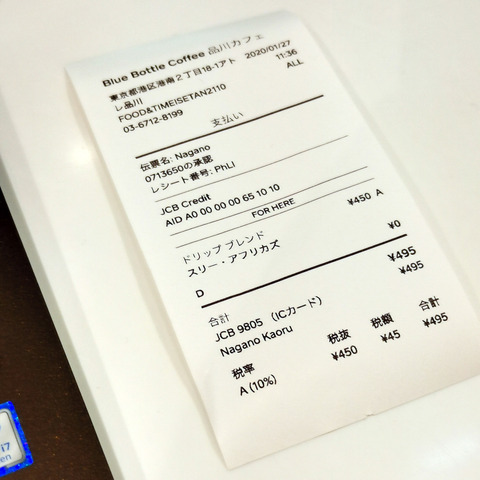 Blue Bottle Coffee 品川カフェ
東京都港区港南2丁目18-1アト 2020/01/27
レ品川 11:36
FOOD&TIMEISETAN2110 ALL
03-6712-8199
支払い
伝票名: Nagano
0713650の承認
レシート番号: PhLI
JCB Credit
AID A0 00 00 00 65 10 10
FOR HERE
ドリップ ブレンド ¥450 A
スリー・アフリカズ
D ¥0
合計 ¥495
JCB 9805 (ICカード) ¥495
Nagano Kaoru
税率 税抜 税額 合計
A (10%) ¥450 ¥45 ¥495
i7